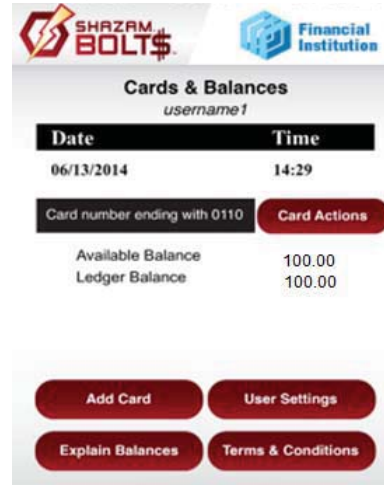 SHAZAM
BOLT$.
Financial
Institution
Cards & Balances
username1
Date Time
06/13/2014 14:29
Card number ending with 0110 Card Actions
Available Balance 100.00
Ledger Balance 100.00
Add Card User Settings
Explain Balances Terms & Conditions